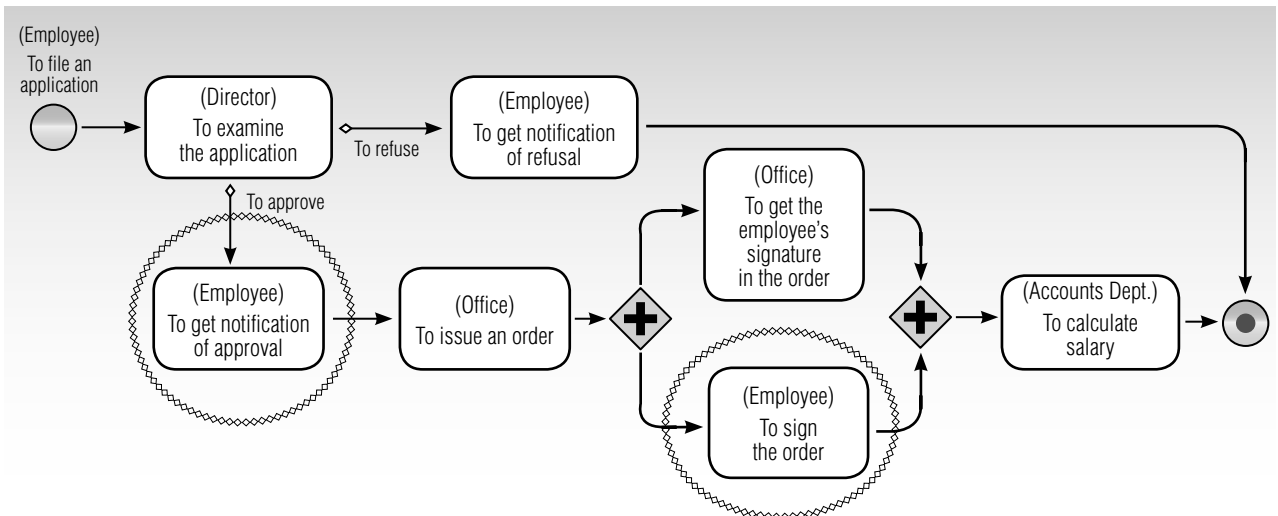 (Employee)
To file an
application
(Director)
To examine
the application
To refuse
(Employee)
To get notification
of refusal
To approve
(Employee)
To get notification
of approval
(Office)
To issue an order
(Office)
To get the
employee's
signature
in the order
(Employee)
To sign
the order
(Accounts Dept.)
To calculate
salary